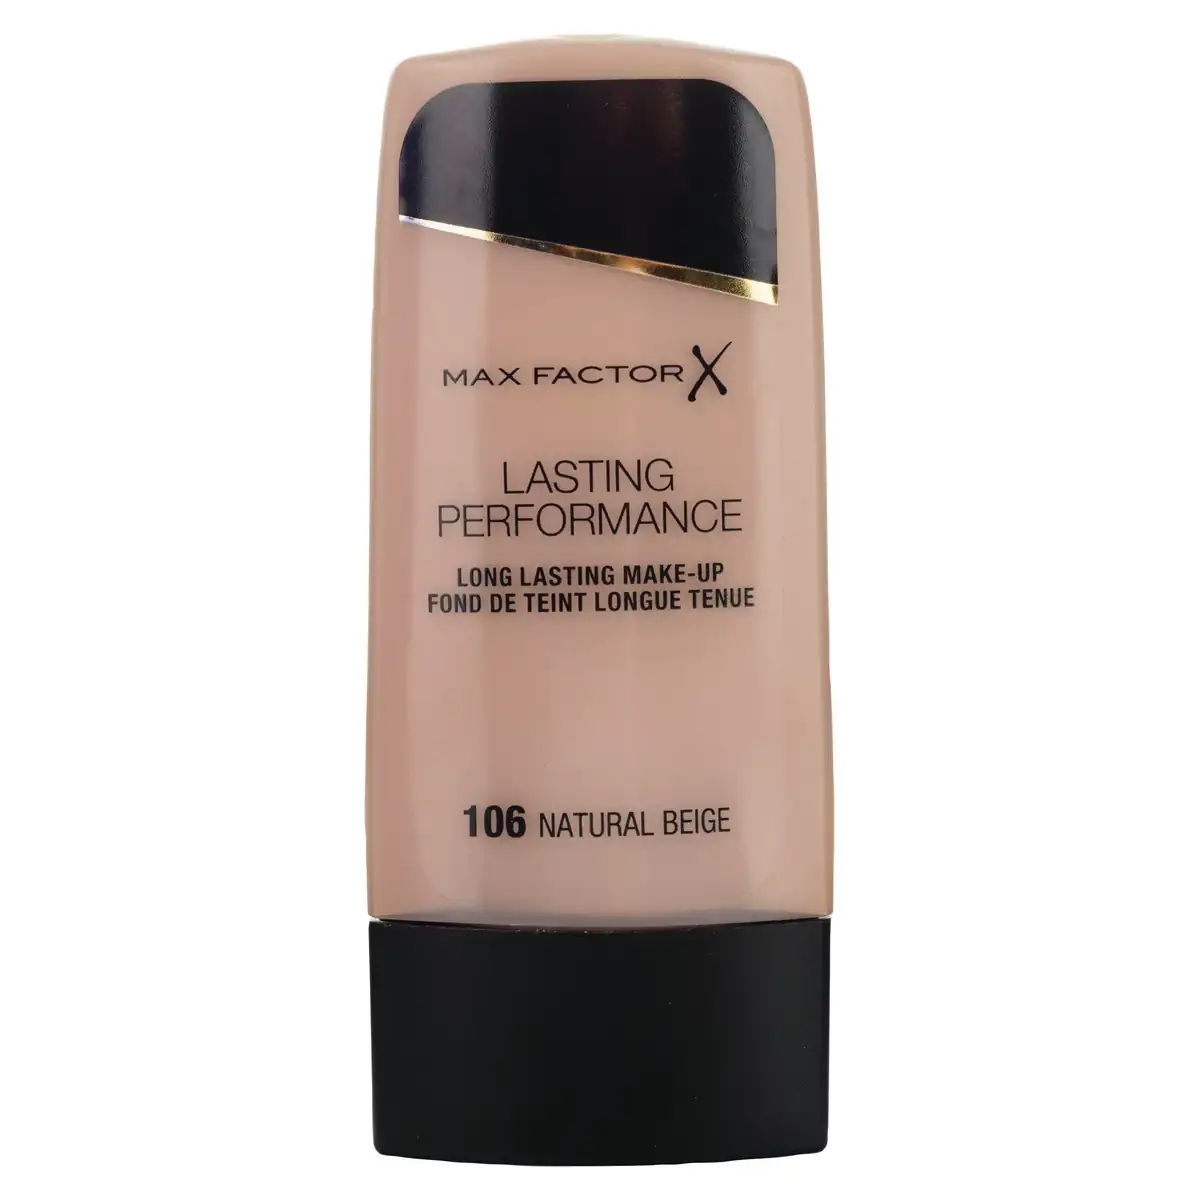 MAX FACTOR X
LASTING
PERFORMANCE
LONG LASTING MAKE-UP
FOND DE TEINT LONGUE TENUE
106 NATURAL BEIGE